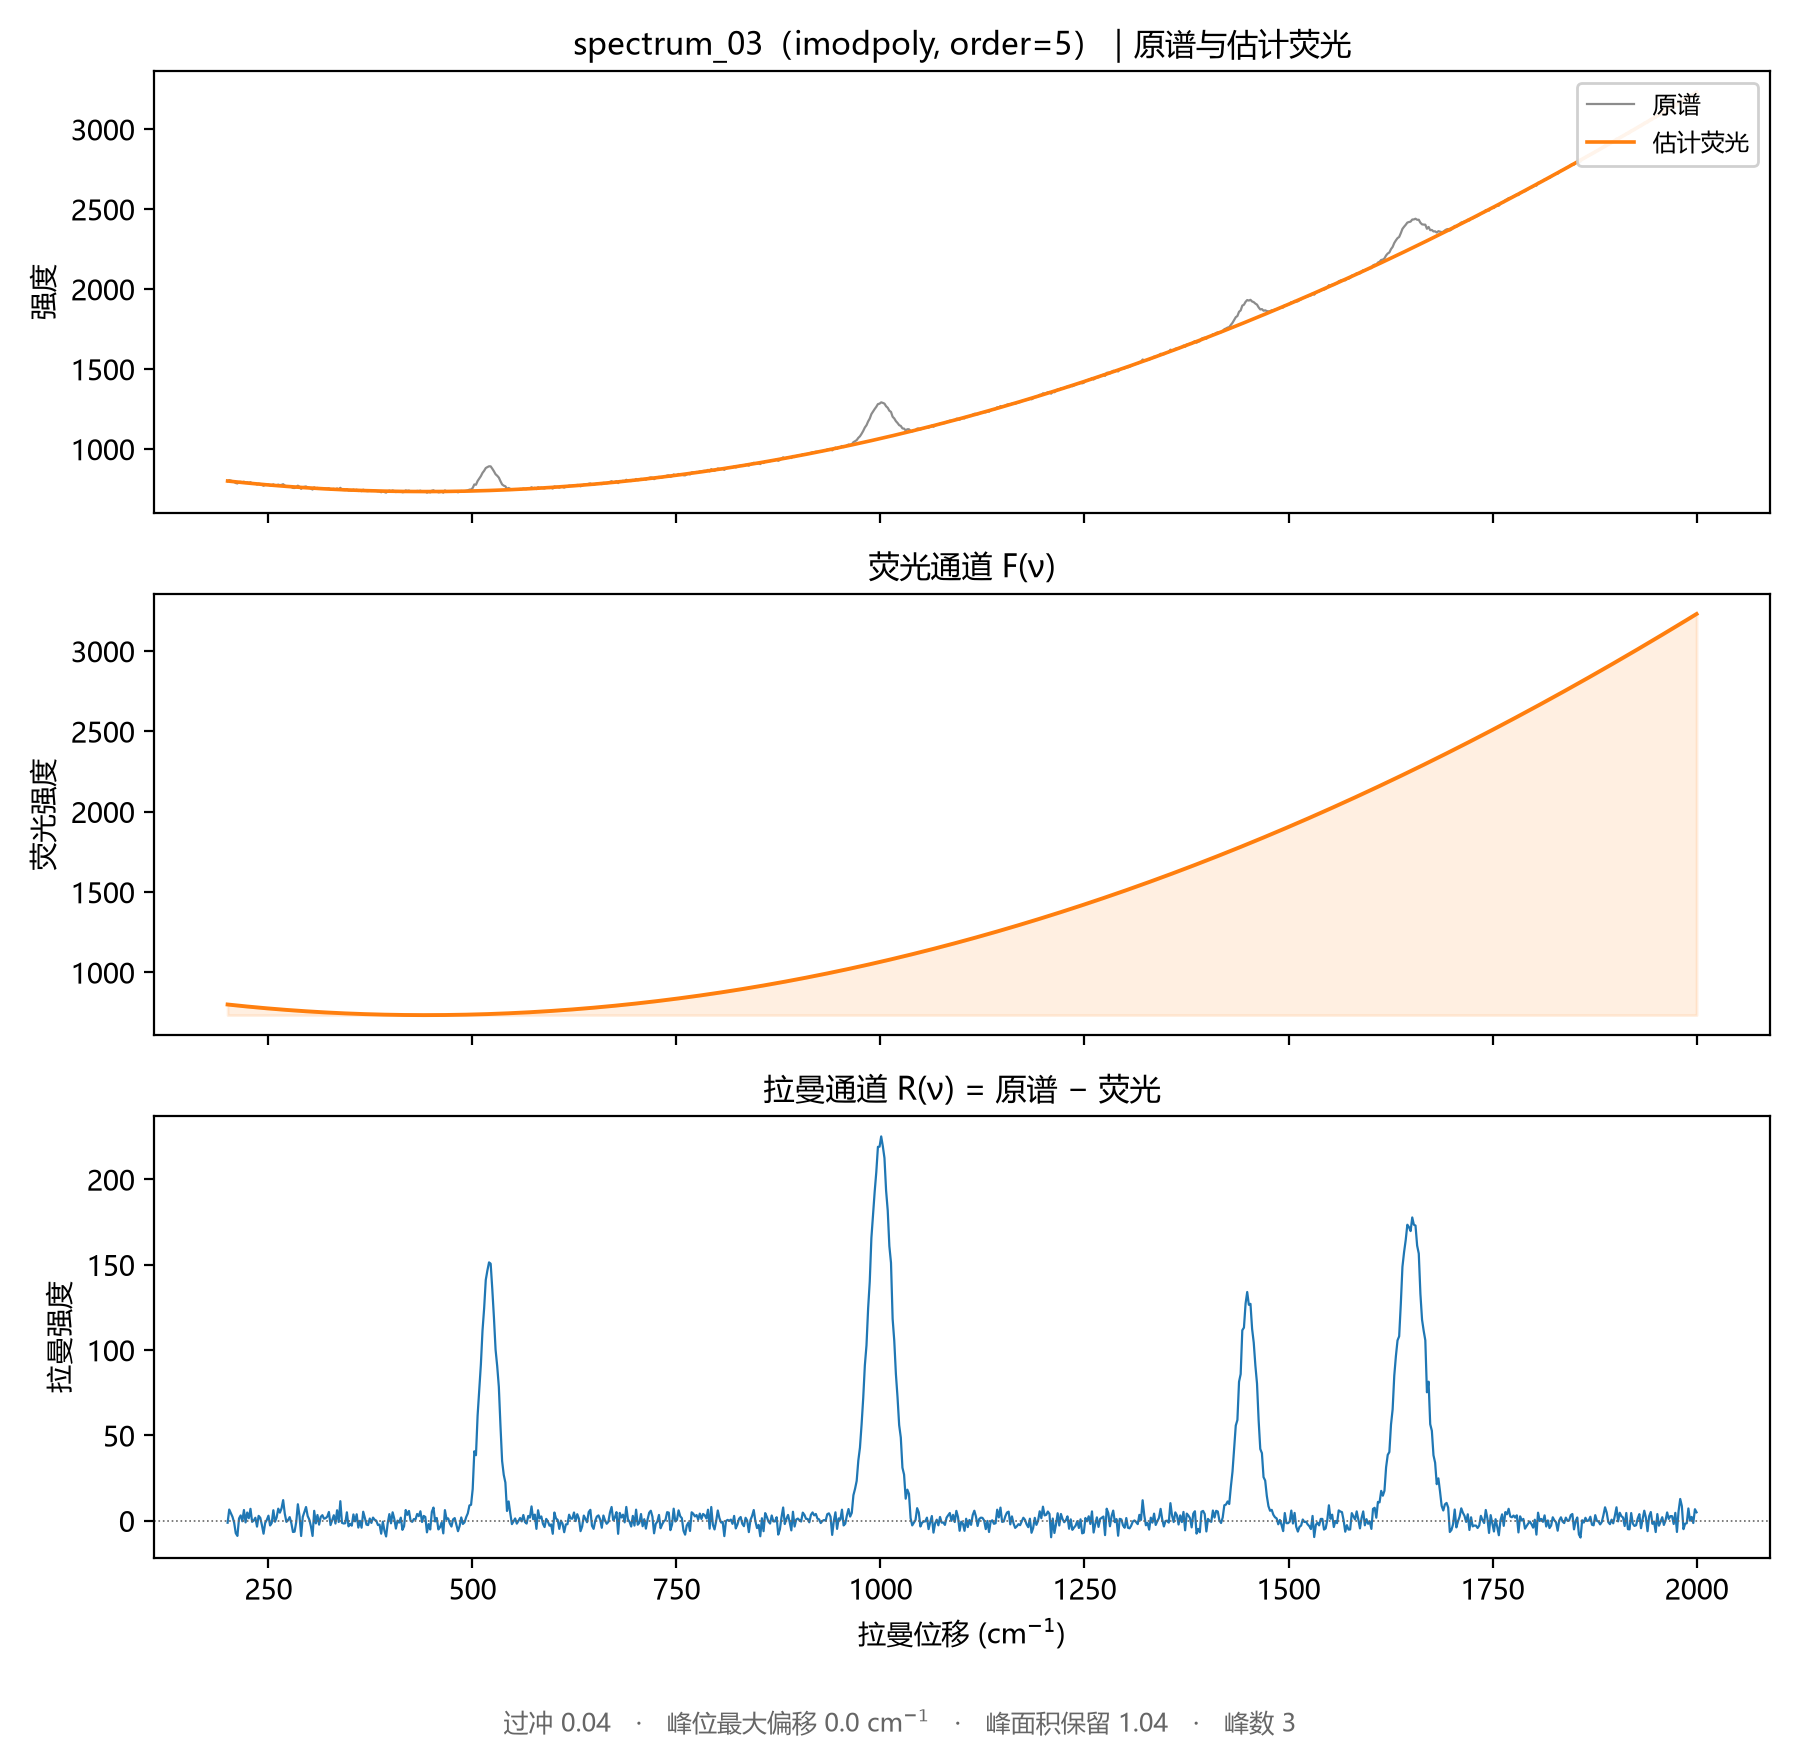 spectrum_03（imodpoly, order=5） | 原谱与估计荧光
原谱
估计荧光
强度
3000
2500
2000
1500
1000
荧光通道 F(ν)
荧光强度
3000
2500
2000
1500
1000
拉曼通道 R(ν) = 原谱 − 荧光
拉曼强度
200
150
100
50
0
250 500 750 1000 1250 1500 1750 2000
拉曼位移 (cm⁻¹)
过冲 0.04 · 峰位最大偏移 0.0 cm⁻¹ · 峰面积保留 1.04 · 峰数 3